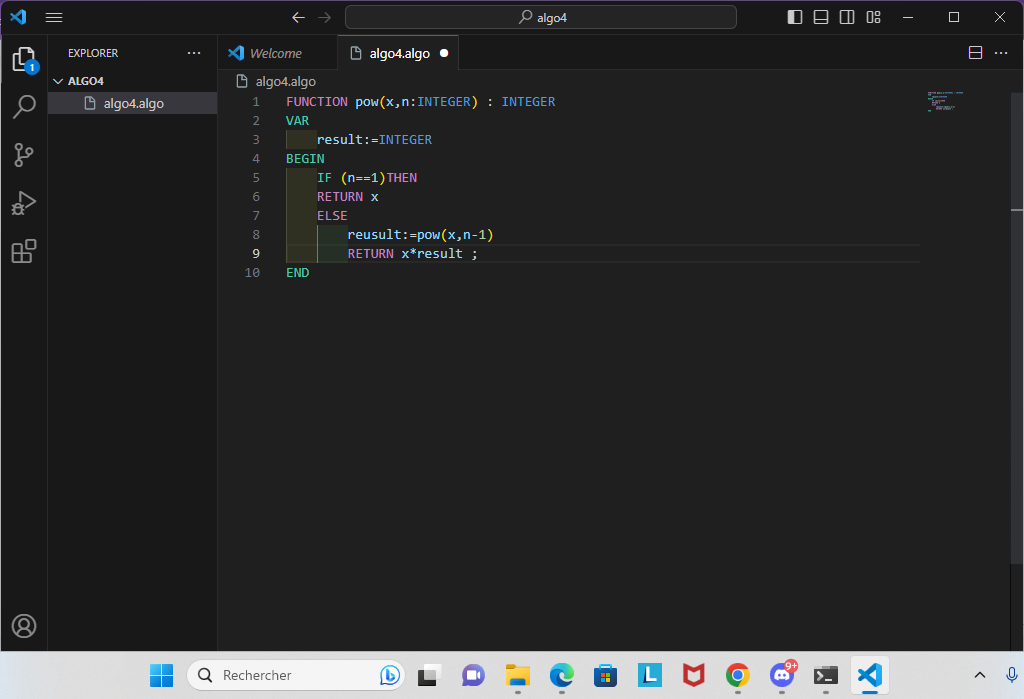 algo4
EXPLORER
Welcome
algo4.algo
1
ALGO4
algo4.algo
algo4.algo
1 FUNCTION pow(x,n:INTEGER) : INTEGER
2 VAR
3 result:=INTEGER
4 BEGIN
5 IF (n==1)THEN
6 RETURN x
7 ELSE
8 reusult:=pow(x,n-1)
9 RETURN x*result ;
10 END
Rechercher
L
9+